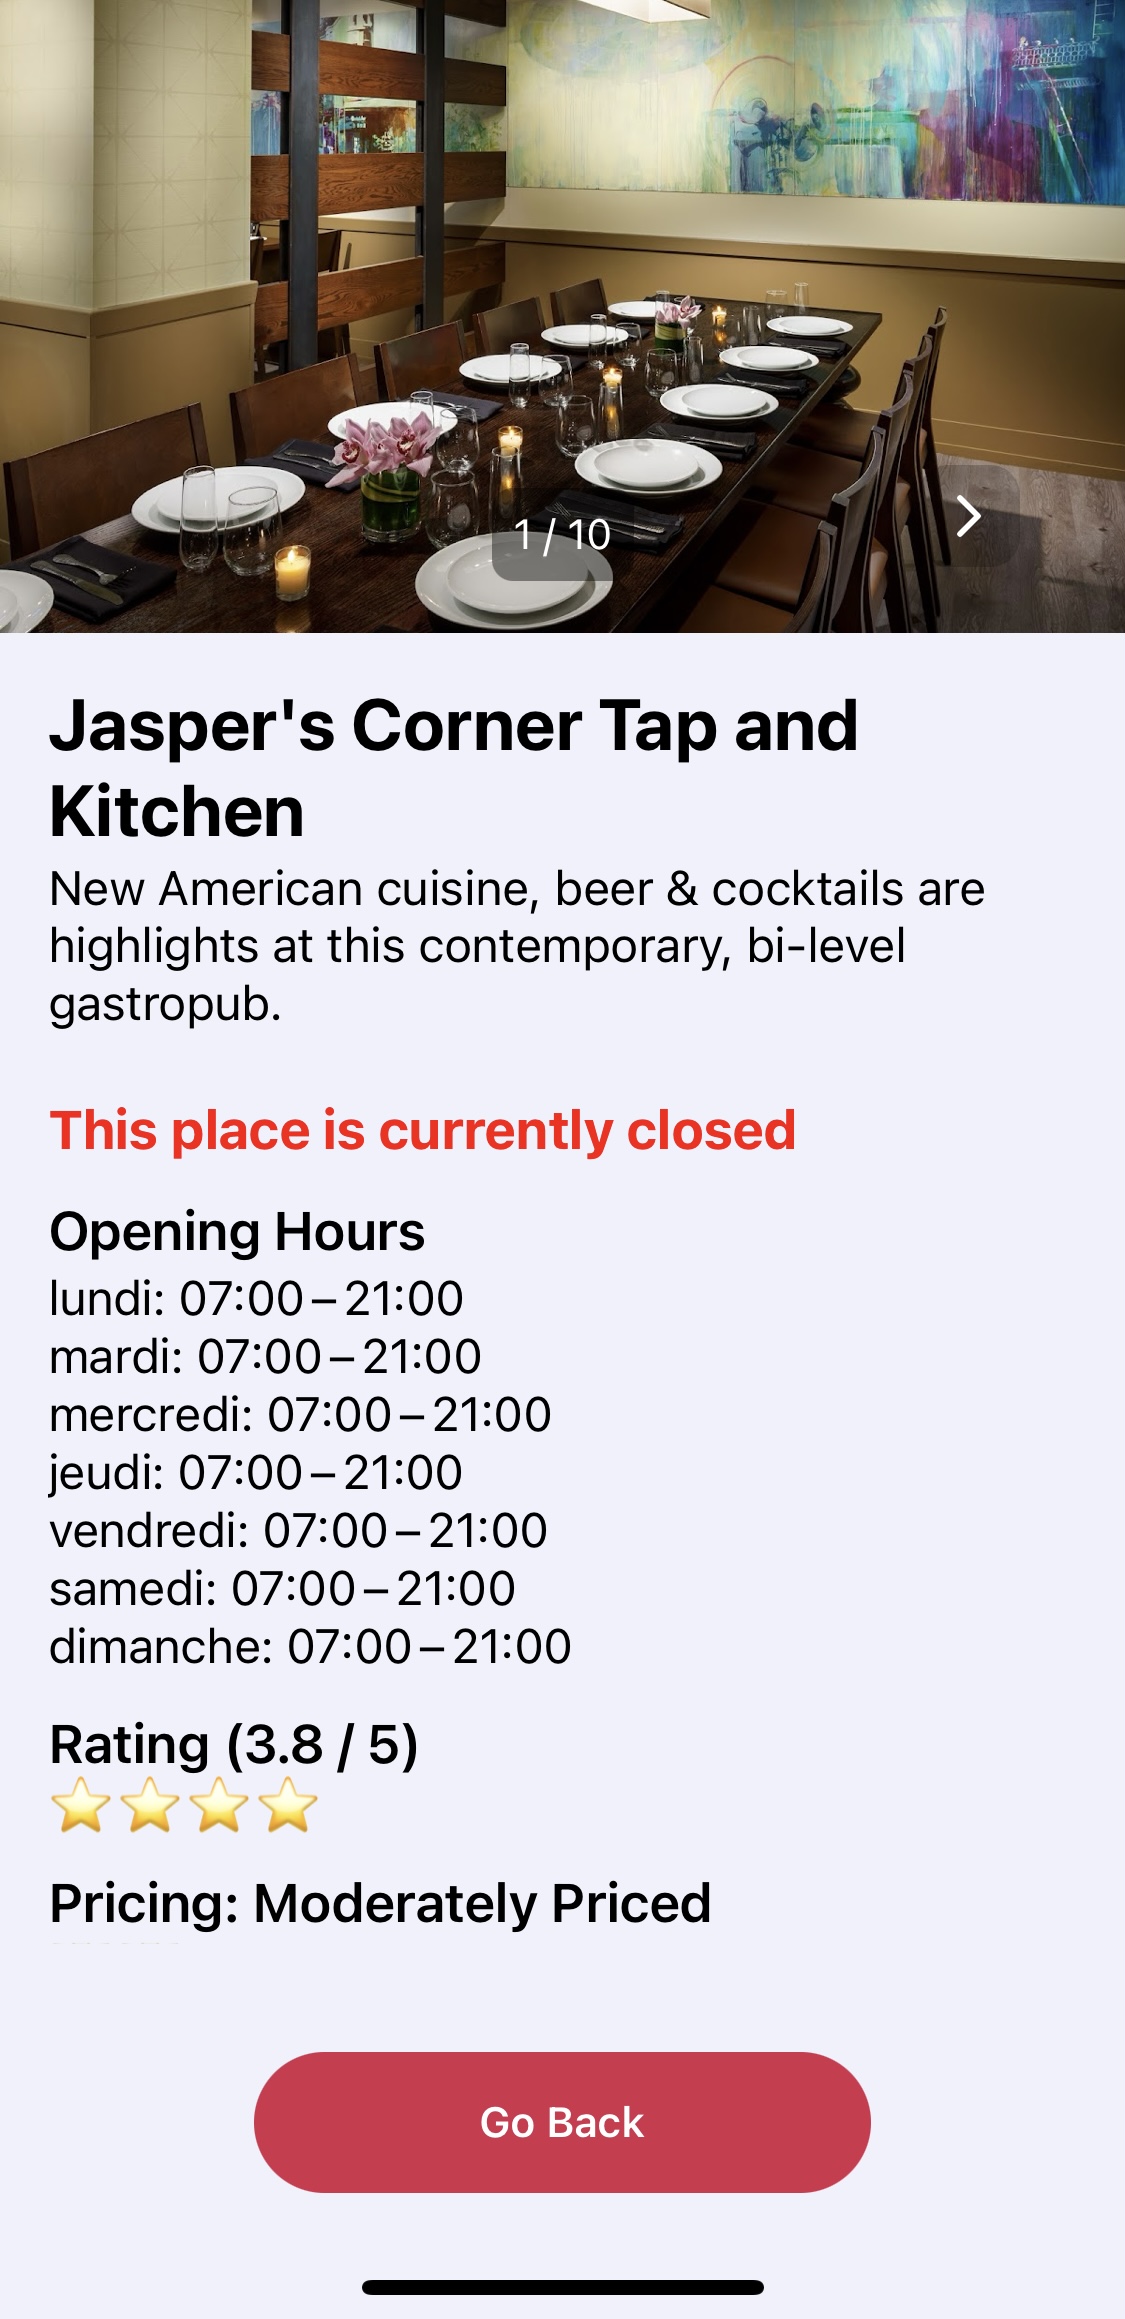 1 / 10
Jasper's Corner Tap and
Kitchen
New American cuisine, beer & cocktails are
highlights at this contemporary, bi-level
gastropub.
This place is currently closed
Opening Hours
lundi: 07:00 – 21:00
mardi: 07:00 – 21:00
mercredi: 07:00 – 21:00
jeudi: 07:00 – 21:00
vendredi: 07:00 – 21:00
samedi: 07:00 – 21:00
dimanche: 07:00 – 21:00
Rating (3.8 / 5)
⭐⭐⭐⭐
Pricing: Moderately Priced
Go Back